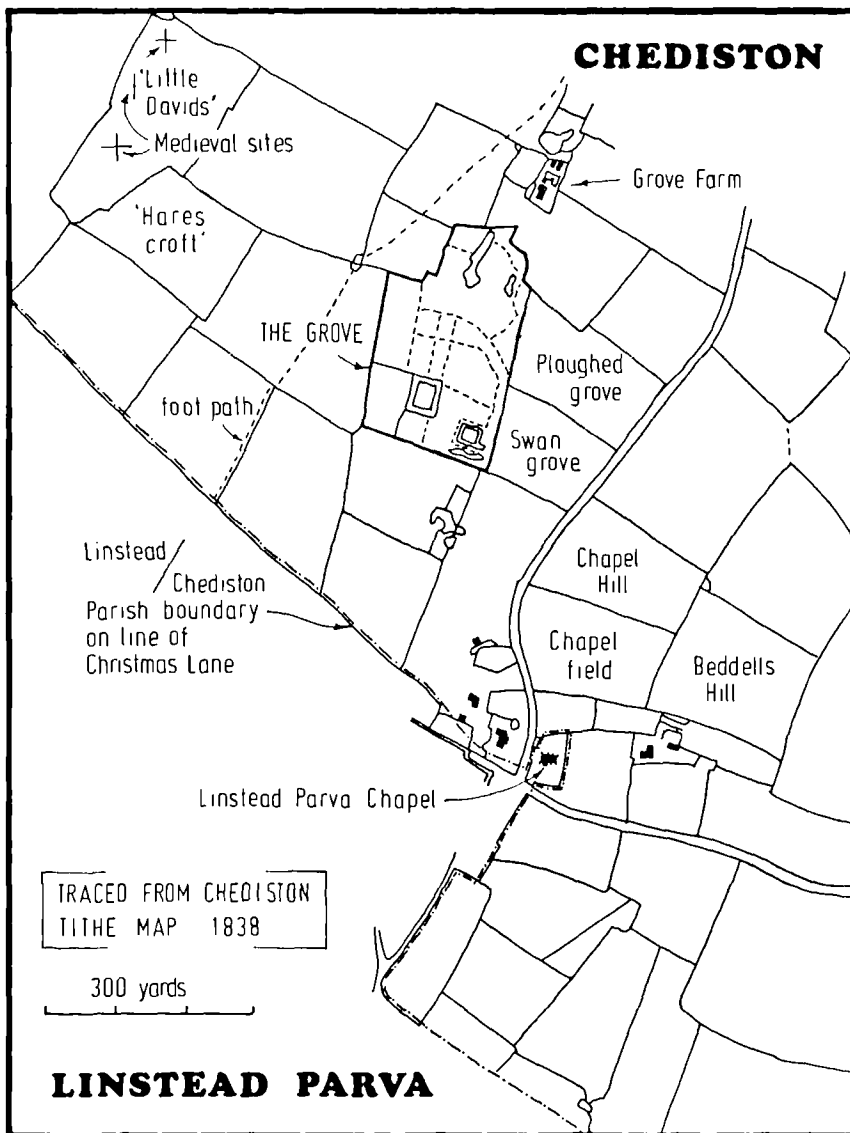 CHEDISTON
'Little
Davids'
Medieval sites
Grove Farm
'Hares
croft'
THE GROVE
Ploughed
grove
foot path
Swan
grove
Linstead
Chediston
Parish boundary
on line of
Christmas Lane
Chapel
Hill
Chapel
field
Beddells
Hill
Linstead Parva Chapel
TRACED FROM CHEDISTON
TITHE MAP 1838
300 yards
LINSTEAD PARVA